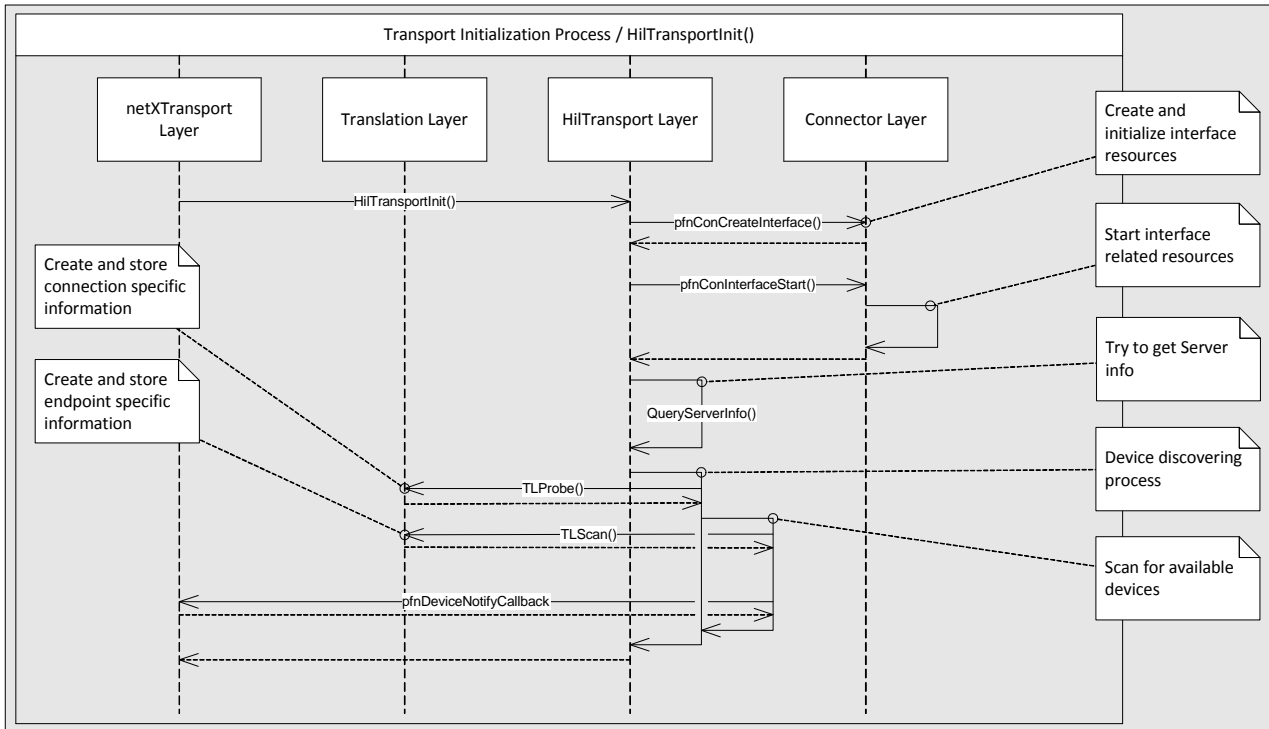 Transport Initialization Process / HilTransportInit()
netXTransport
Layer
Translation Layer
HilTransport Layer
Connector Layer
Create and
initialize interface
resources
HilTransportInit()
pfnConCreateInterface()
Start interface
related resources
Create and store
connection specific
information
pfnConInterfaceStart()
Try to get Server
info
Create and store
endpoint specific
information
QueryServerInfo()
Device discovering
process
TLProbe()
TLScan()
Scan for available
devices
pfnDeviceNotifyCallback